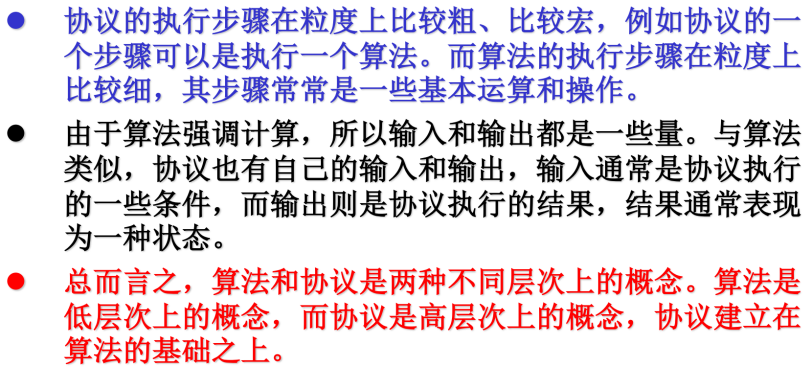 ● 协议的执行步骤在粒度上比较粗、比较宏，例如协议的一
个步骤可以是执行一个算法。而算法的执行步骤在粒度上
比较细，其步骤常常是一些基本运算和操作。
● 由于算法强调计算，所以输入和输出都是一些量。与算法
类似，协议也有自己的输入和输出，输入通常是协议执行
的一些条件，而输出则是协议执行的结果，结果通常表现
为一种状态。
● 总而言之，算法和协议是两种不同层次上的概念。算法是
低层次上的概念，而协议是高层次上的概念，协议建立在
算法的基础之上。